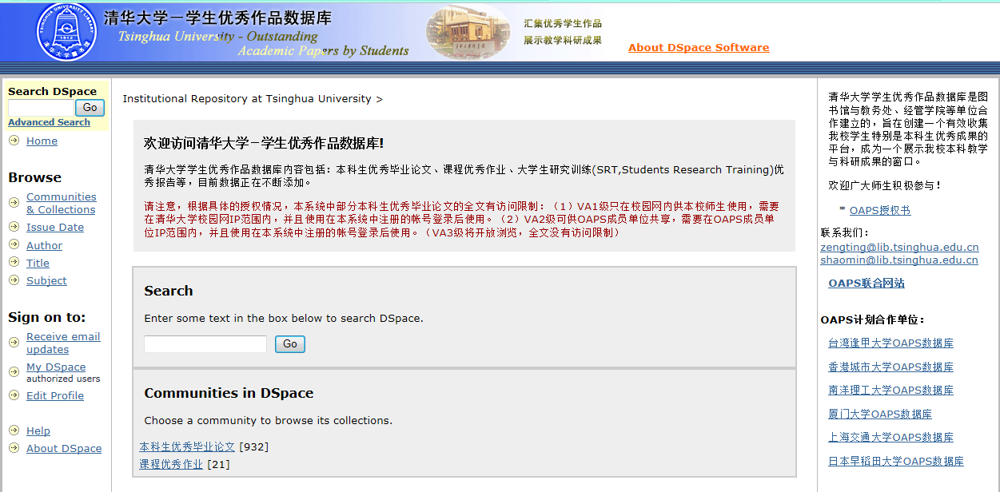 清华大学－学生优秀作品数据库
Tsinghua University - Outstanding
Academic Papers by Students
汇集优秀学生作品
展示教学科研成果
About DSpace Software
TSINGHUA UNIVERSITY LIBRARY
1912
清华大学图书馆
Search DSpace
Go
Advanced Search
Home
Browse
Communities
& Collections
Issue Date
Author
Title
Subject
Sign on to:
Receive email
updates
My DSpace
authorized users
Edit Profile
Help
About DSpace
Institutional Repository at Tsinghua University >
欢迎访问清华大学－学生优秀作品数据库!
清华大学学生优秀作品数据库内容包括：本科生优秀毕业论文、课程优秀作业、大学生研究训练(SRT,Students Research Training)优
秀报告等，目前数据正在不断添加。
请注意，根据具体的授权情况，本系统中部分本科生优秀毕业论文的全文有访问限制：（1）VA1级只在校园网内供本校师生使用，需要
在清华大学校园网IP范围内，并且使用在本系统中注册的帐号登录后使用。（2）VA2级可供OAPS成员单位共享，需要在OAPS成员单
位IP范围内，并且使用在本系统中注册的帐号登录后使用。（VA3级将开放浏览，全文没有访问限制）
Search
Enter some text in the box below to search DSpace.
Go
Communities in DSpace
Choose a community to browse its collections.
本科生优秀毕业论文 [932]
课程优秀作业 [21]
清华大学学生优秀作品数据库是图
书馆与教务处、经管学院等单位合
作建立的，旨在创建一个有效收集
我校学生特别是本科生优秀成果的
平台，成为一个展示我校本科教学
与科研成果的窗口。
欢迎广大师生积极参与！
* OAPS授权书
联系我们：
zengting@lib.tsinghua.edu.cn
shaomin@lib.tsinghua.edu.cn
OAPS联合网站
OAPS计划合作单位：
台湾逢甲大学OAPS数据库
香港城市大学OAPS数据库
南洋理工大学OAPS数据库
厦门大学OAPS数据库
上海交通大学OAPS数据库
日本早稻田大学OAPS数据库